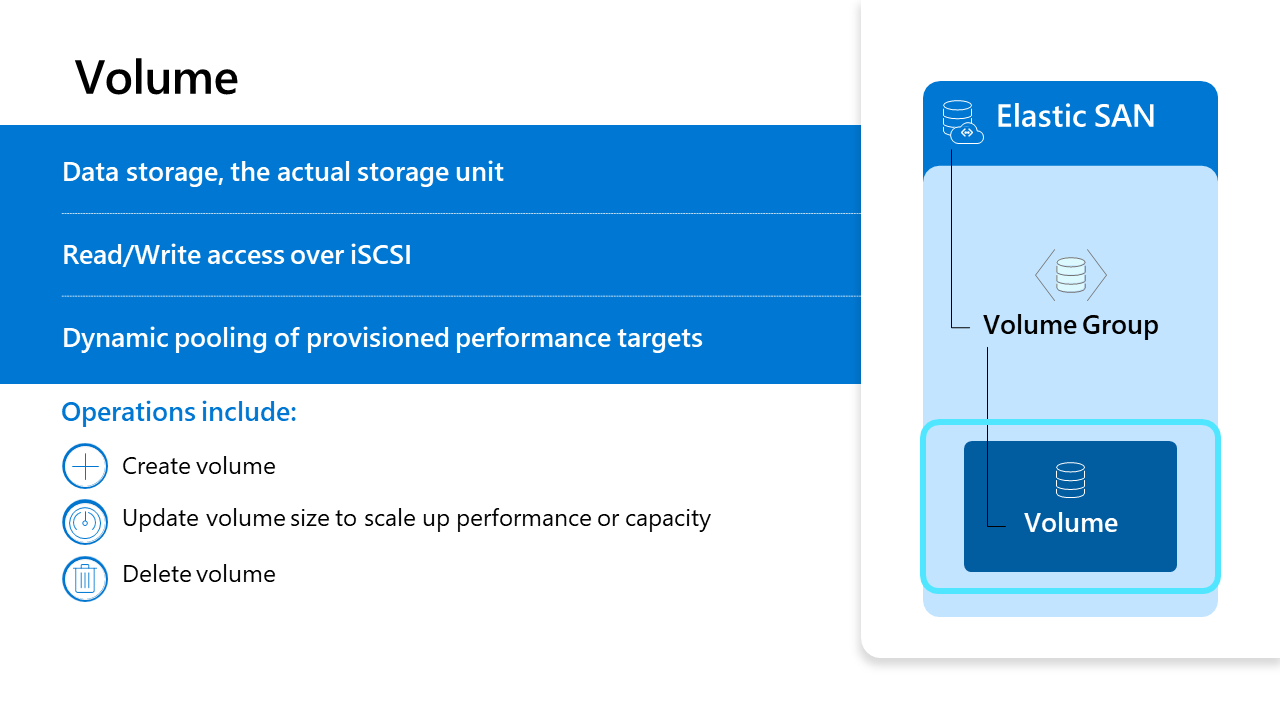 Volume
Data storage, the actual storage unit
Read/Write access over iSCSI
Dynamic pooling of provisioned performance targets
Operations include:
Create volume
Update volume size to scale up performance or capacity
Delete volume
Elastic SAN
Volume Group
Volume